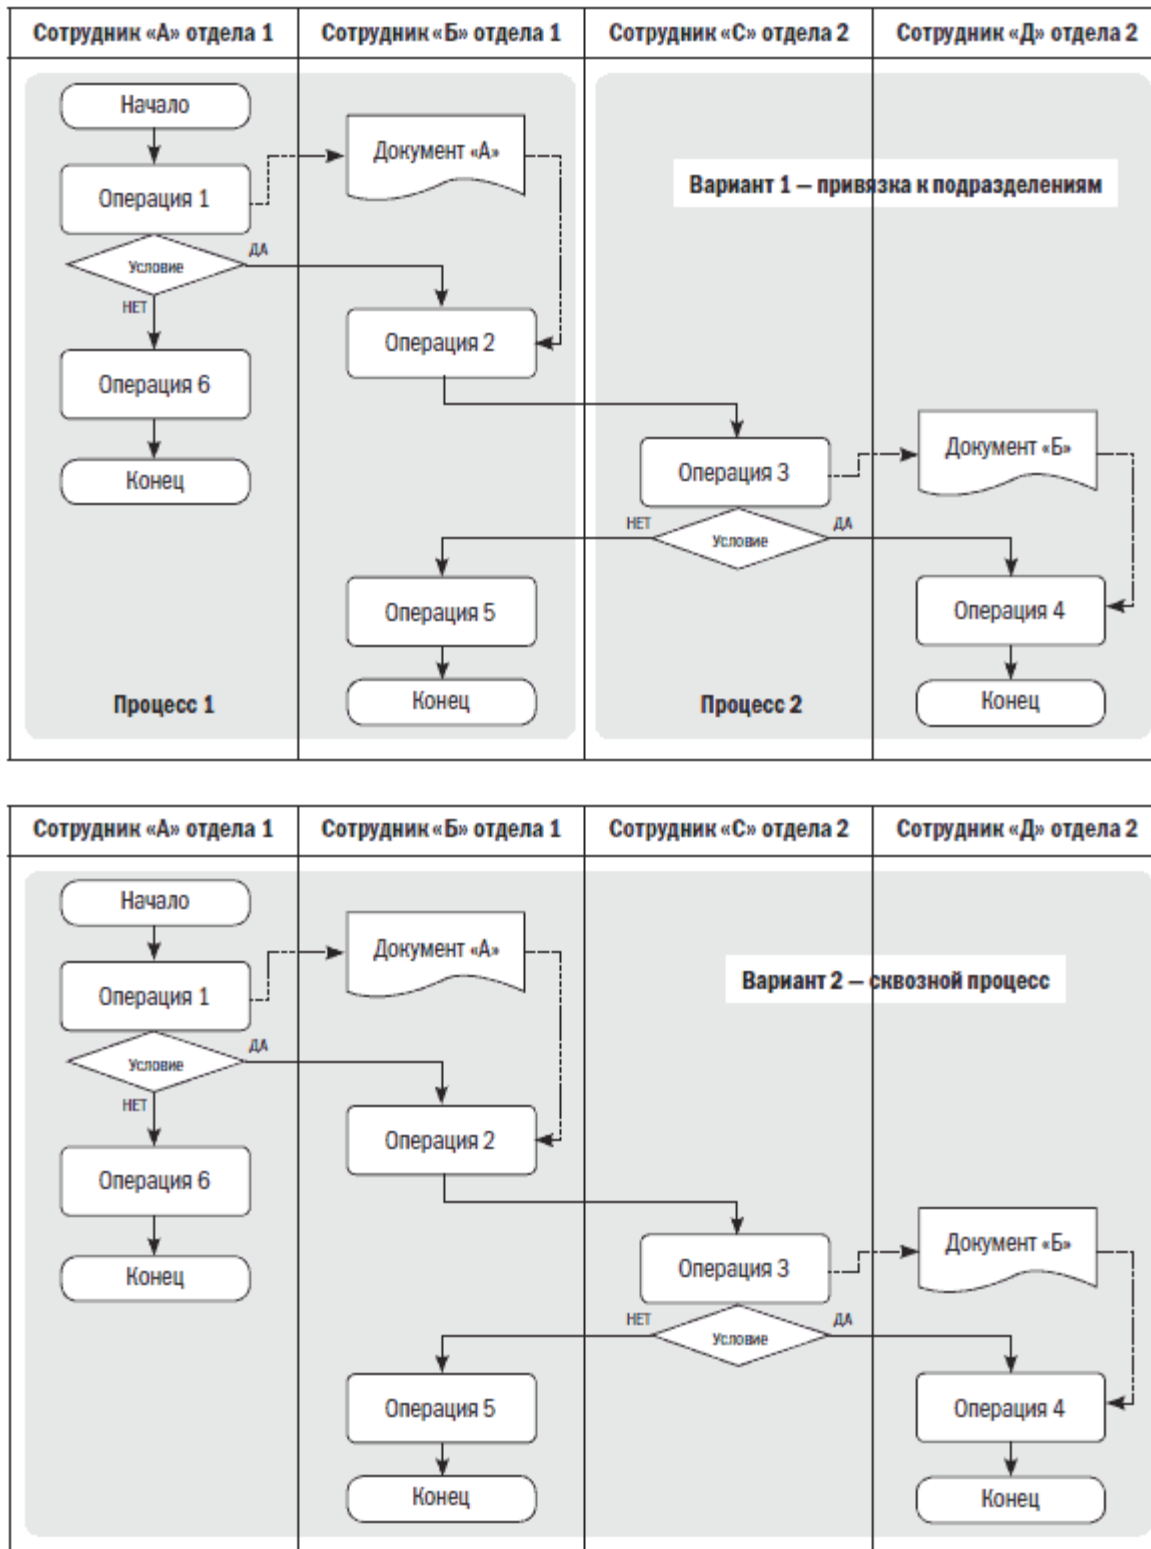 Сотрудник «А» отдела 1
Сотрудник «Б» отдела 1
Сотрудник «С» отдела 2
Сотрудник «Д» отдела 2
Начало
Документ «А»
Операция 1
Вариант 1 — привязка к подразделениям
ДА
Условие
НЕТ
Операция 2
Операция 6
Документ «Б»
Операция 3
Конец
НЕТ
ДА
Условие
Операция 5
Операция 4
Конец
Конец
Процесс 1
Процесс 2
Сотрудник «А» отдела 1
Сотрудник «Б» отдела 1
Сотрудник «С» отдела 2
Сотрудник «Д» отдела 2
Начало
Документ «А»
Операция 1
Вариант 2 — сквозной процесс
ДА
Условие
НЕТ
Операция 2
Операция 6
Документ «Б»
Операция 3
Конец
НЕТ
ДА
Условие
Операция 5
Операция 4
Конец
Конец